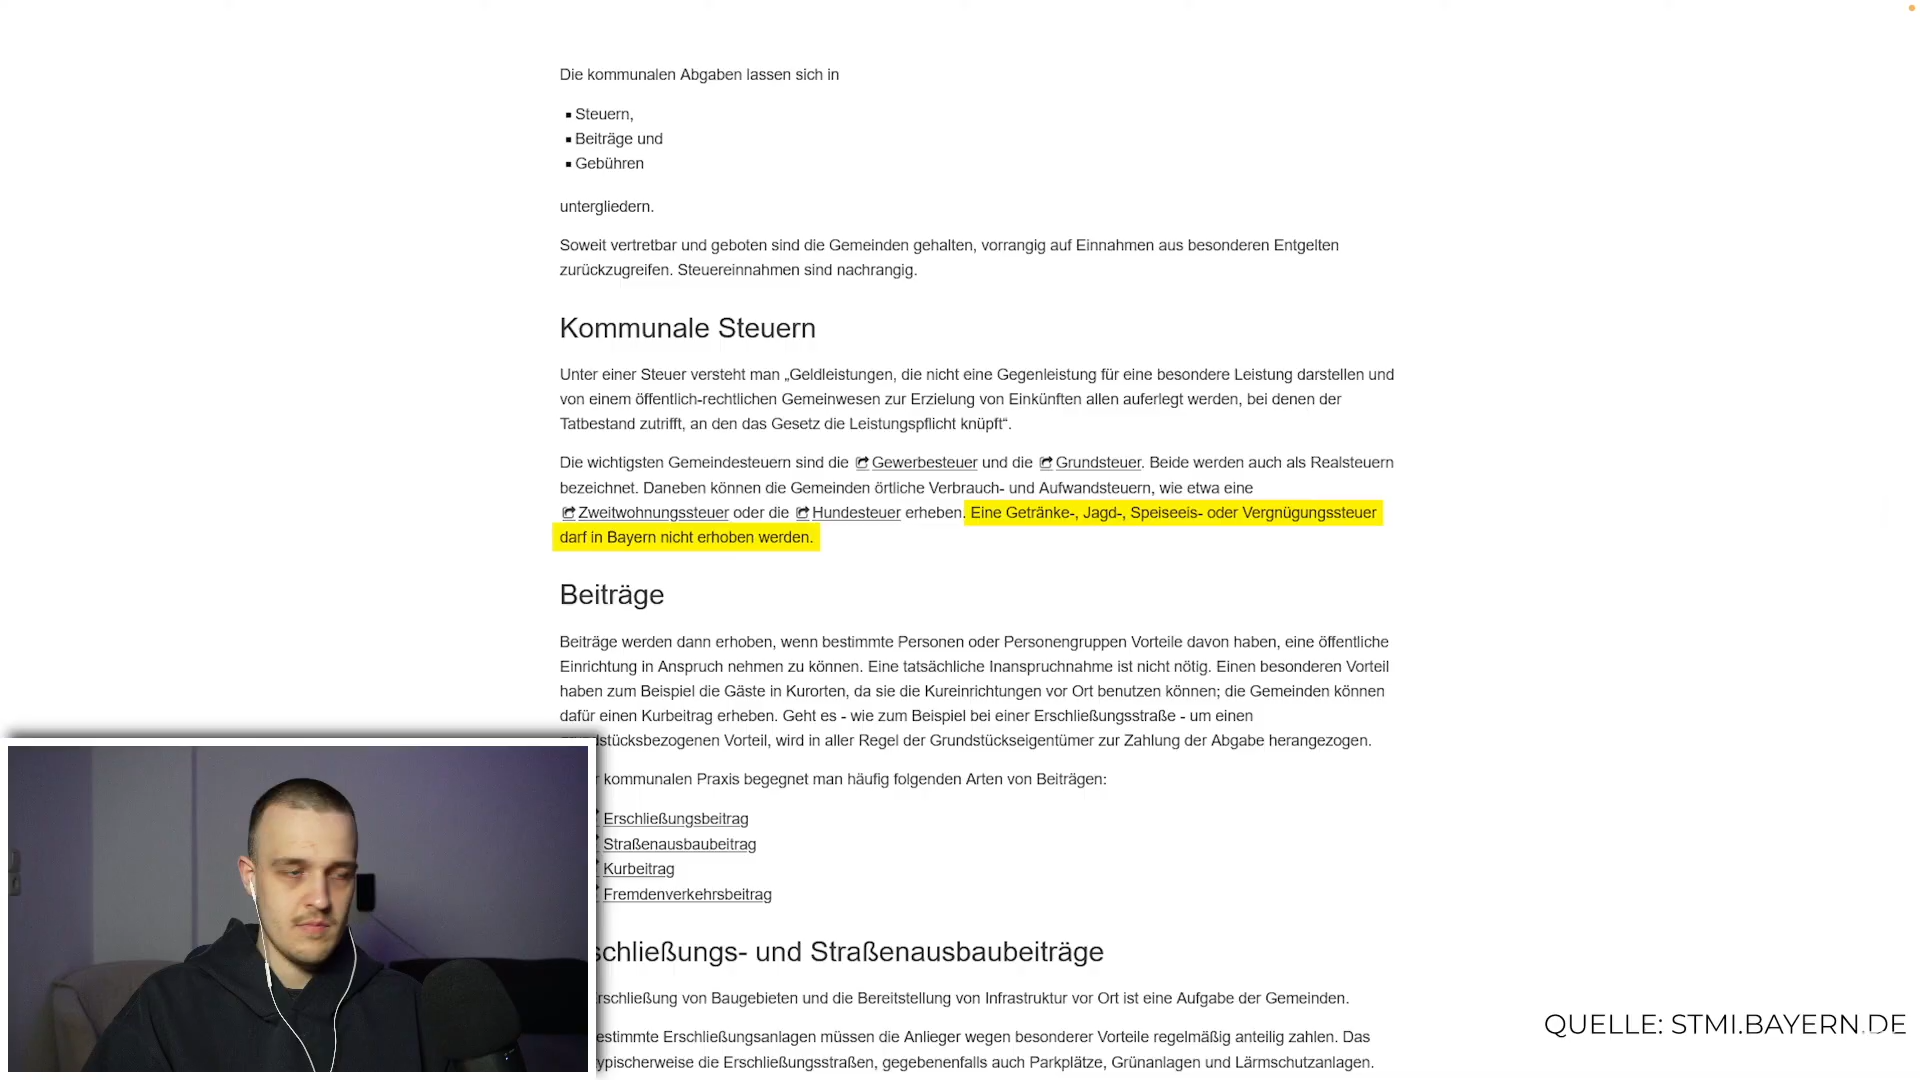 Die kommunalen Abgaben lassen sich in
Steuern,
Beiträge und
Gebühren
untergliedern.
Soweit vertretbar und geboten sind die Gemeinden gehalten, vorrangig auf Einnahmen aus besonderen Entgelten
zurückzugreifen. Steuereinnahmen sind nachrangig.
Kommunale Steuern
Unter einer Steuer versteht man „Geldleistungen, die nicht eine Gegenleistung für eine besondere Leistung darstellen und
von einem öffentlich-rechtlichen Gemeinwesen zur Erzielung von Einkünften allen auferlegt werden, bei denen der
Tatbestand zutrifft, an den das Gesetz die Leistungspflicht knüpft“.
Die wichtigsten Gemeindesteuern sind die Gewerbesteuer und die Grundsteuer. Beide werden auch als Realsteuern
bezeichnet. Daneben können die Gemeinden örtliche Verbrauch- und Aufwandsteuern, wie etwa eine
Zweitwohnungssteuer oder die Hundesteuer erheben. Eine Getränke-, Jagd-, Speiseeis- oder Vergnügungssteuer
darf in Bayern nicht erhoben werden.
Beiträge
Beiträge werden dann erhoben, wenn bestimmte Personen oder Personengruppen Vorteile davon haben, eine öffentliche
Einrichtung in Anspruch nehmen zu können. Eine tatsächliche Inanspruchnahme ist nicht nötig. Einen besonderen Vorteil
haben zum Beispiel die Gäste in Kurorten, da sie die Kureinrichtungen vor Ort benutzen können; die Gemeinden können
dafür einen Kurbeitrag erheben. Geht es - wie zum Beispiel bei einer Erschließungsstraße - um einen
stücksbezogenen Vorteil, wird in aller Regel der Grundstückseigentümer zur Zahlung der Abgabe herangezogen.
kommunalen Praxis begegnet man häufig folgenden Arten von Beiträgen:
Erschließungsbeitrag
Straßenausbaubeitrag
Kurbeitrag
Fremdenverkehrsbeitrag
schließungs- und Straßenausbaubeiträge
rschließung von Baugebieten und die Bereitstellung von Infrastruktur vor Ort ist eine Aufgabe der Gemeinden.
estimmte Erschließungsanlagen müssen die Anlieger wegen besonderer Vorteile regelmäßig anteilig zahlen. Das
ypischerweise die Erschließungsstraßen, gegebenenfalls auch Parkplätze, Grünanlagen und Lärmschutzanlagen.
QUELLE: STMI.BAYERN.DE